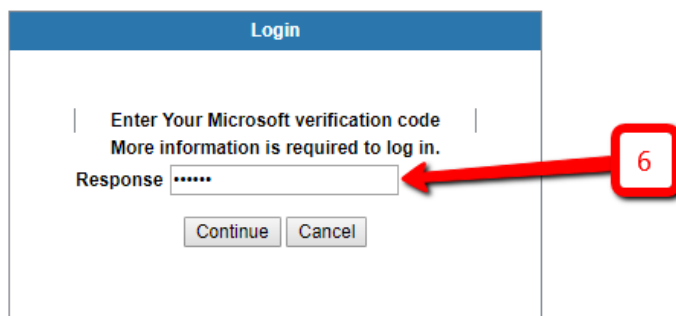 Login
Enter Your Microsoft verification code
More information is required to log in.
Response ••••••
6
Continue Cancel